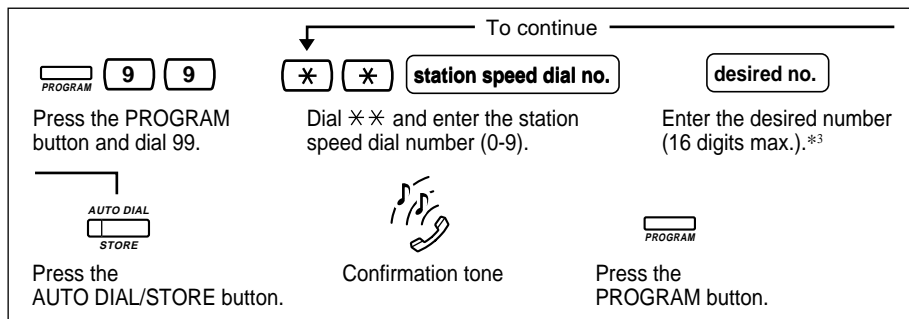 To continue
PROGRAM 9 9 ✳ ✳ station speed dial no. desired no.
Press the PROGRAM
button and dial 99.
Dial ✳✳ and enter the station
speed dial number (0-9).
Enter the desired number
(16 digits max.).*3
AUTO DIAL
STORE
PROGRAM
Press the
AUTO DIAL/STORE button.
Confirmation tone
Press the
PROGRAM button.